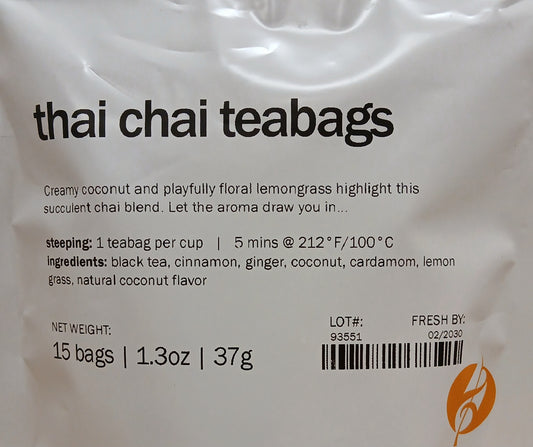 thai chai teabags
Creamy coconut and playfully floral lemongrass highlight this
succulent chai blend. Let the aroma draw you in...
steeping: 1 teabag per cup | 5 mins @ 212°F/100°C
ingredients: black tea, cinnamon, ginger, coconut, cardamom, lemon
grass, natural coconut flavor
NET WEIGHT:
15 bags | 1.3oz | 37g
LOT#: FRESH BY:
93551 02/2030